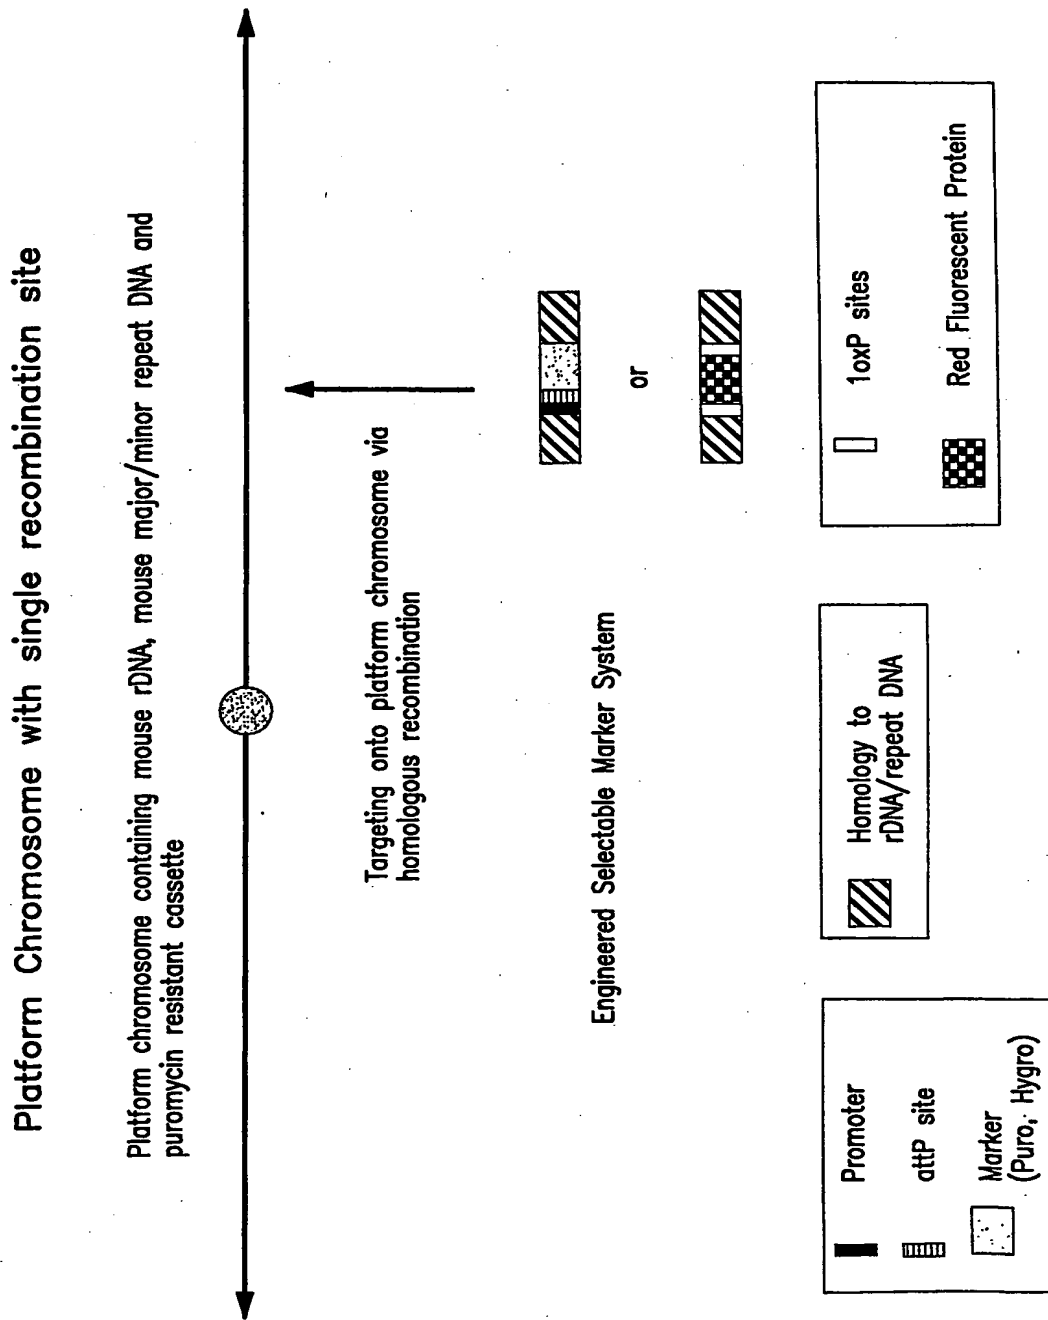 Platform Chromosome with single recombination site
Platform chromosome containing mouse rDNA, mouse major/minor repeat DNA and
puromycin resistant cassette
Targeting onto platform chromosome via
homologous recombination
Engineered Selectable Marker System
or
Promoter
attP site
Marker
(Puro, Hygro)
Homology to
rDNA/repeat DNA
1oxP sites
Red Fluorescent Protein